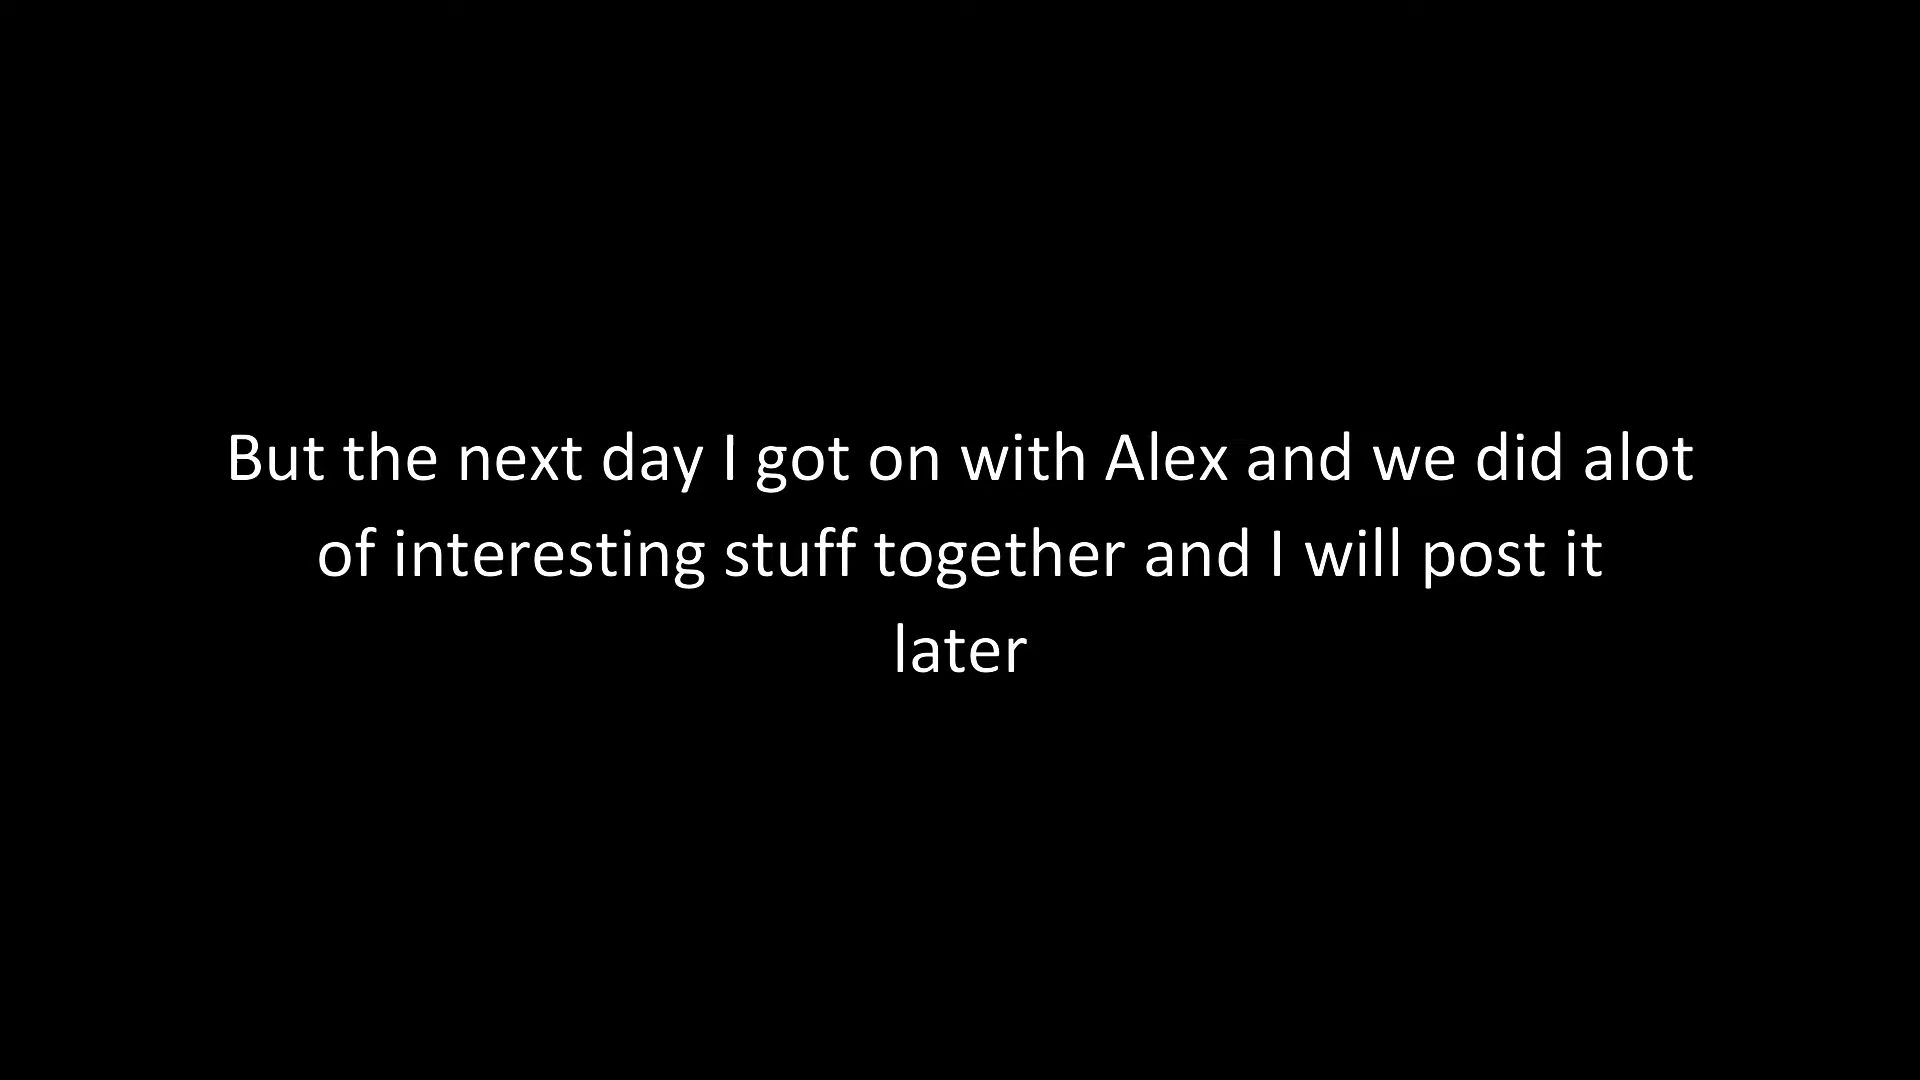 But the next day I got on with Alex and we did alot
of interesting stuff together and I will post it
later